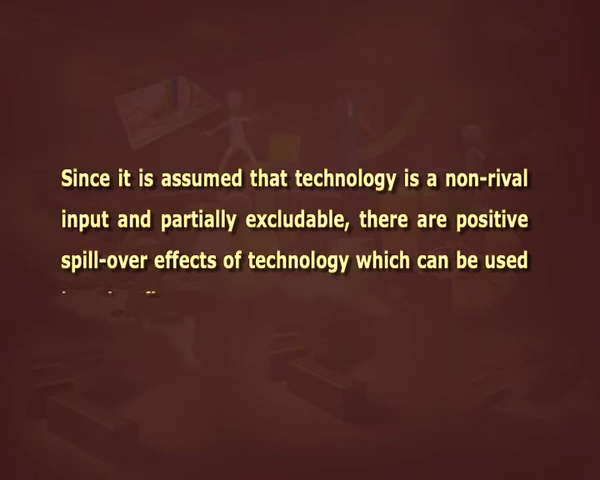 Since it is assumed that technology is a non-rival
input and partially excludable, there are positive
spill-over effects of technology which can be used